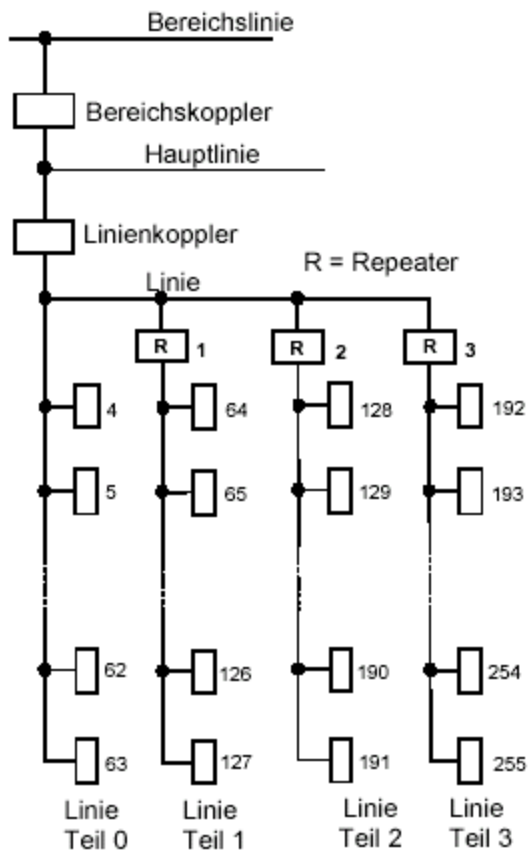 Bereichslinie
Bereichskoppler
Hauptlinie
Linienkoppler
R = Repeater
Linie
R 1 R 2 R 3
4 64 128 192
5 65 129 193
62 126 190 254
63 127 191 255
Linie Linie Linie Linie
Teil 0 Teil 1 Teil 2 Teil 3